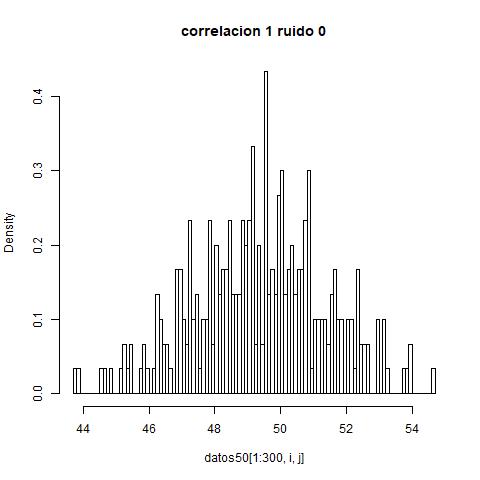 correlacion 1 ruido 0
Density
0.4
0.3
0.2
0.1
0.0
44 46 48 50 52 54
datos50[1:300, i, j]